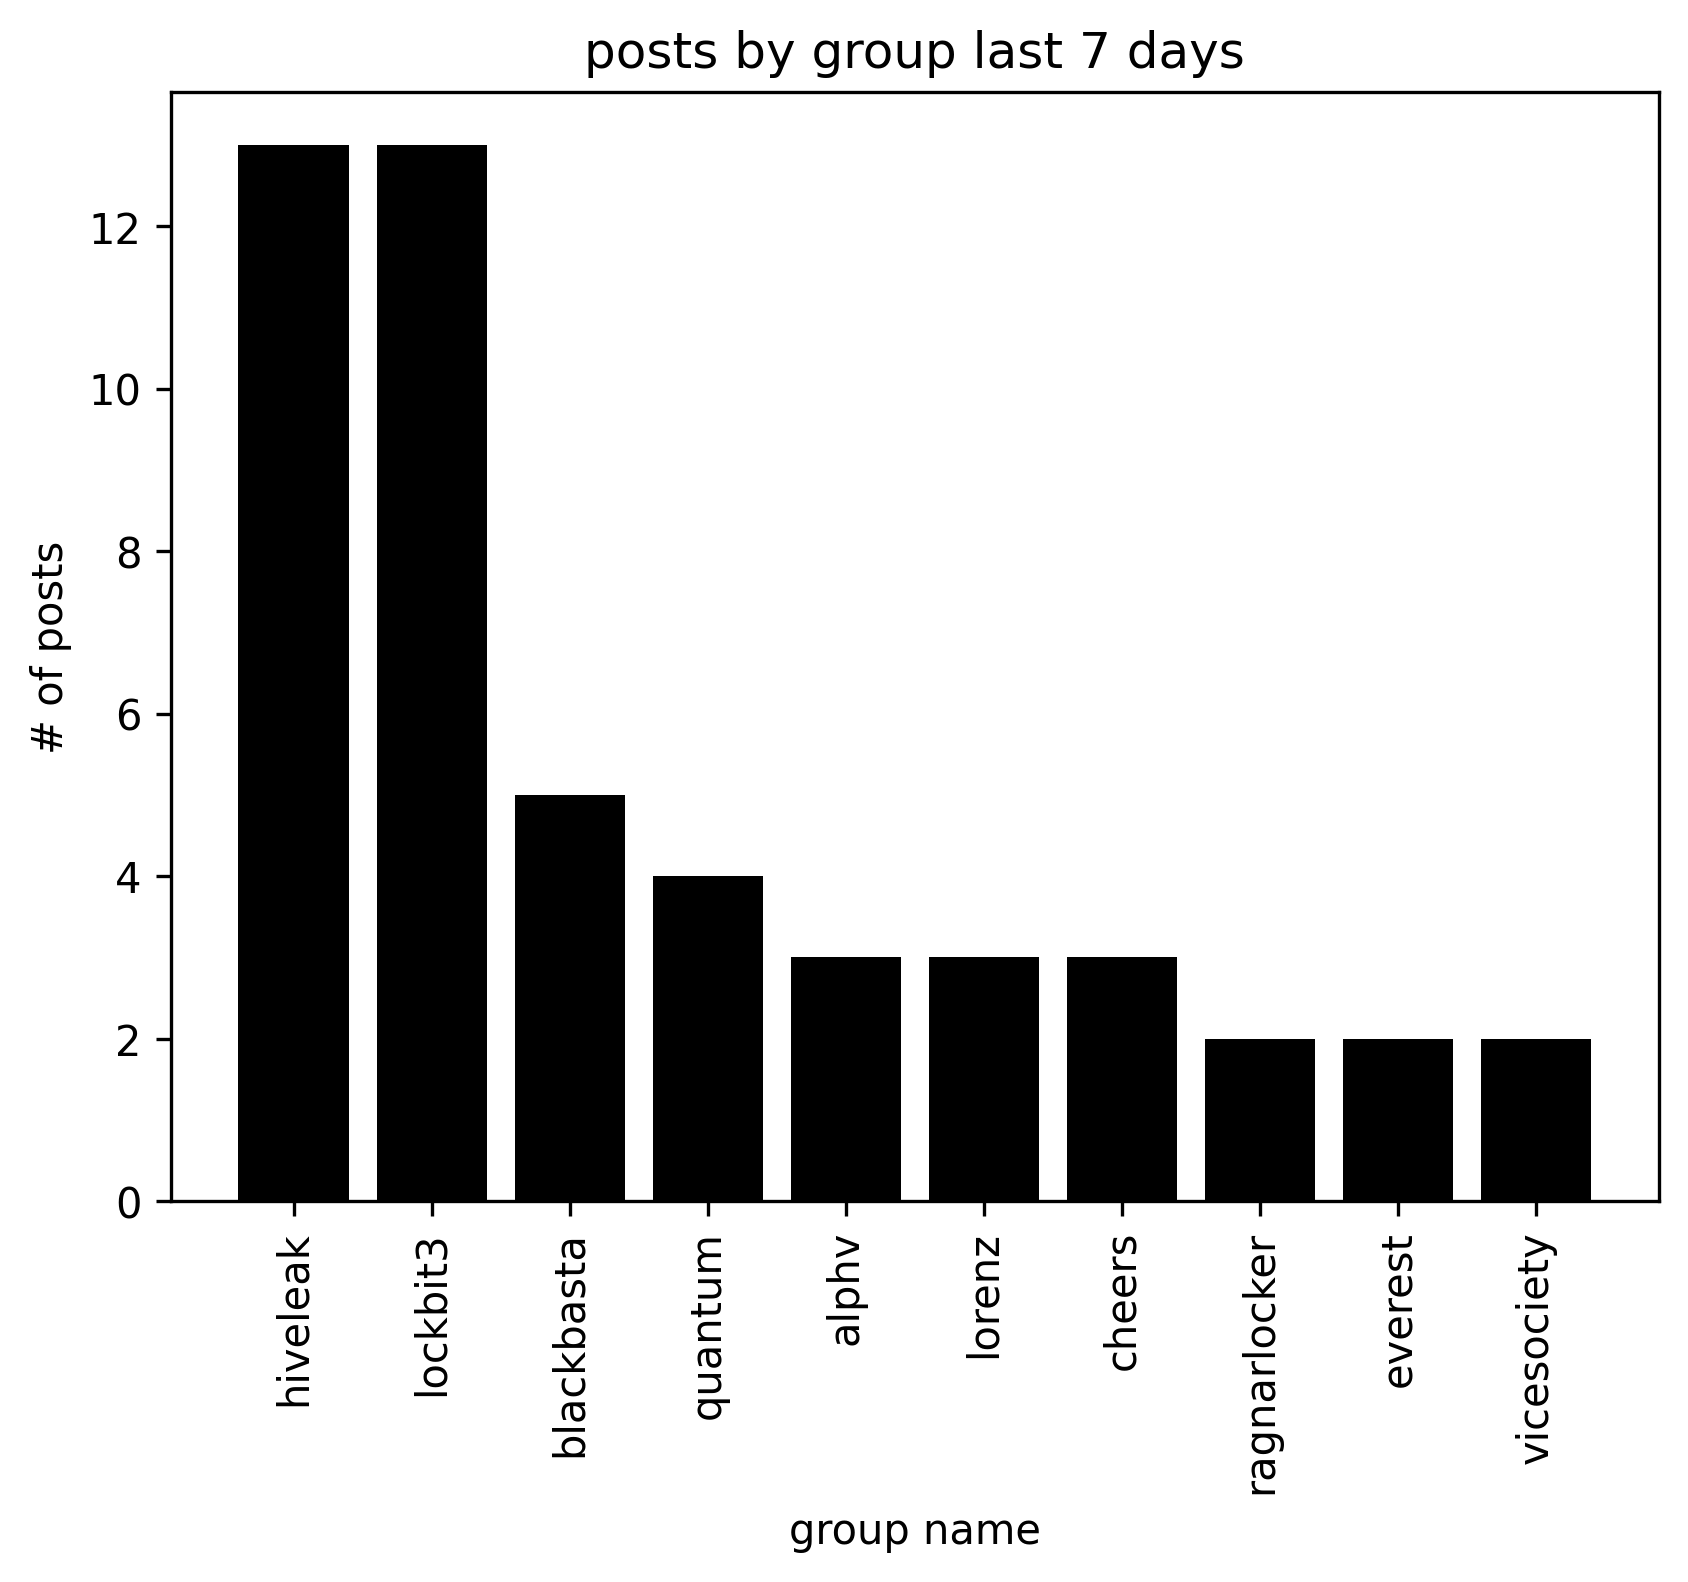 posts by group last 7 days
12
10
8
6
4
2
0
# of posts
hiveleak
lockbit3
blackbasta
quantum
alphv
lorenz
cheers
ragnarlocker
everest
vicesociety
group name